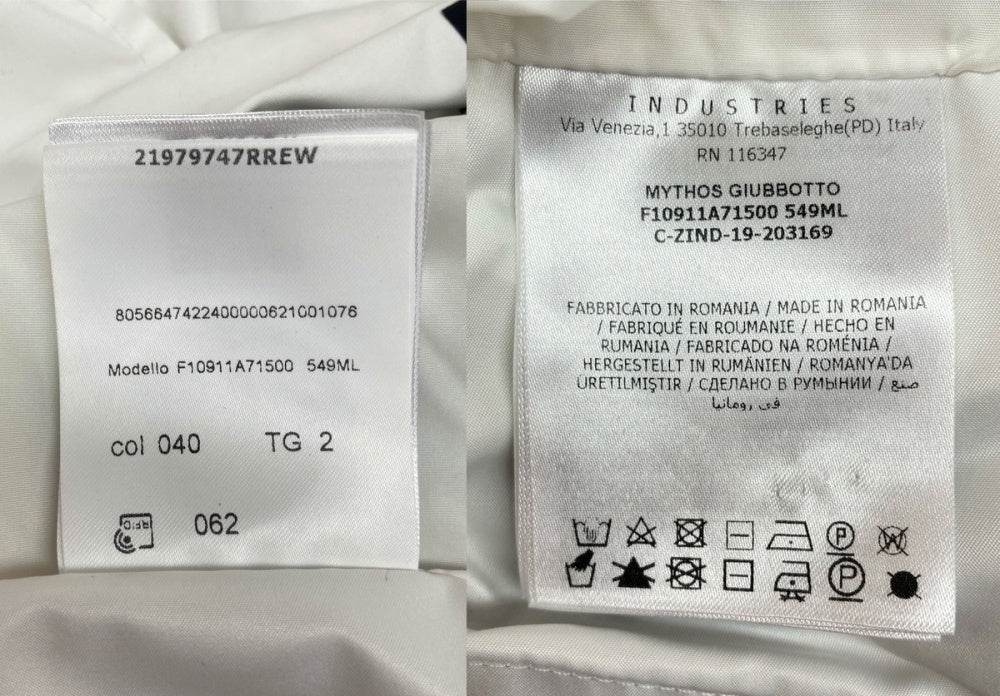 21979747RREW
8056647422400000621001076
Modello F10911A71500 549ML
col 040 TG 2
RFID
062
INDUSTRIES
Via Venezia,1 35010 Trebaseleghe(PD) Italy
RN 116347
MYTHOS GIUBBOTTO
F10911A71500 549ML
C-ZIND-19-203169
FABBRICATO IN ROMANIA / MADE IN ROMANIA
/ FABRIQUÉ EN ROUMANIE / HECHO EN
RUMANIA / FABRICADO NA ROMÉNIA /
HERGESTELLT IN RUMÄNIEN / ROMANYA'DA
ÜRETILMIŞTIR / СДЕЛАНО В РУМЫНИИ / صنع
في رومانيا
P W
P